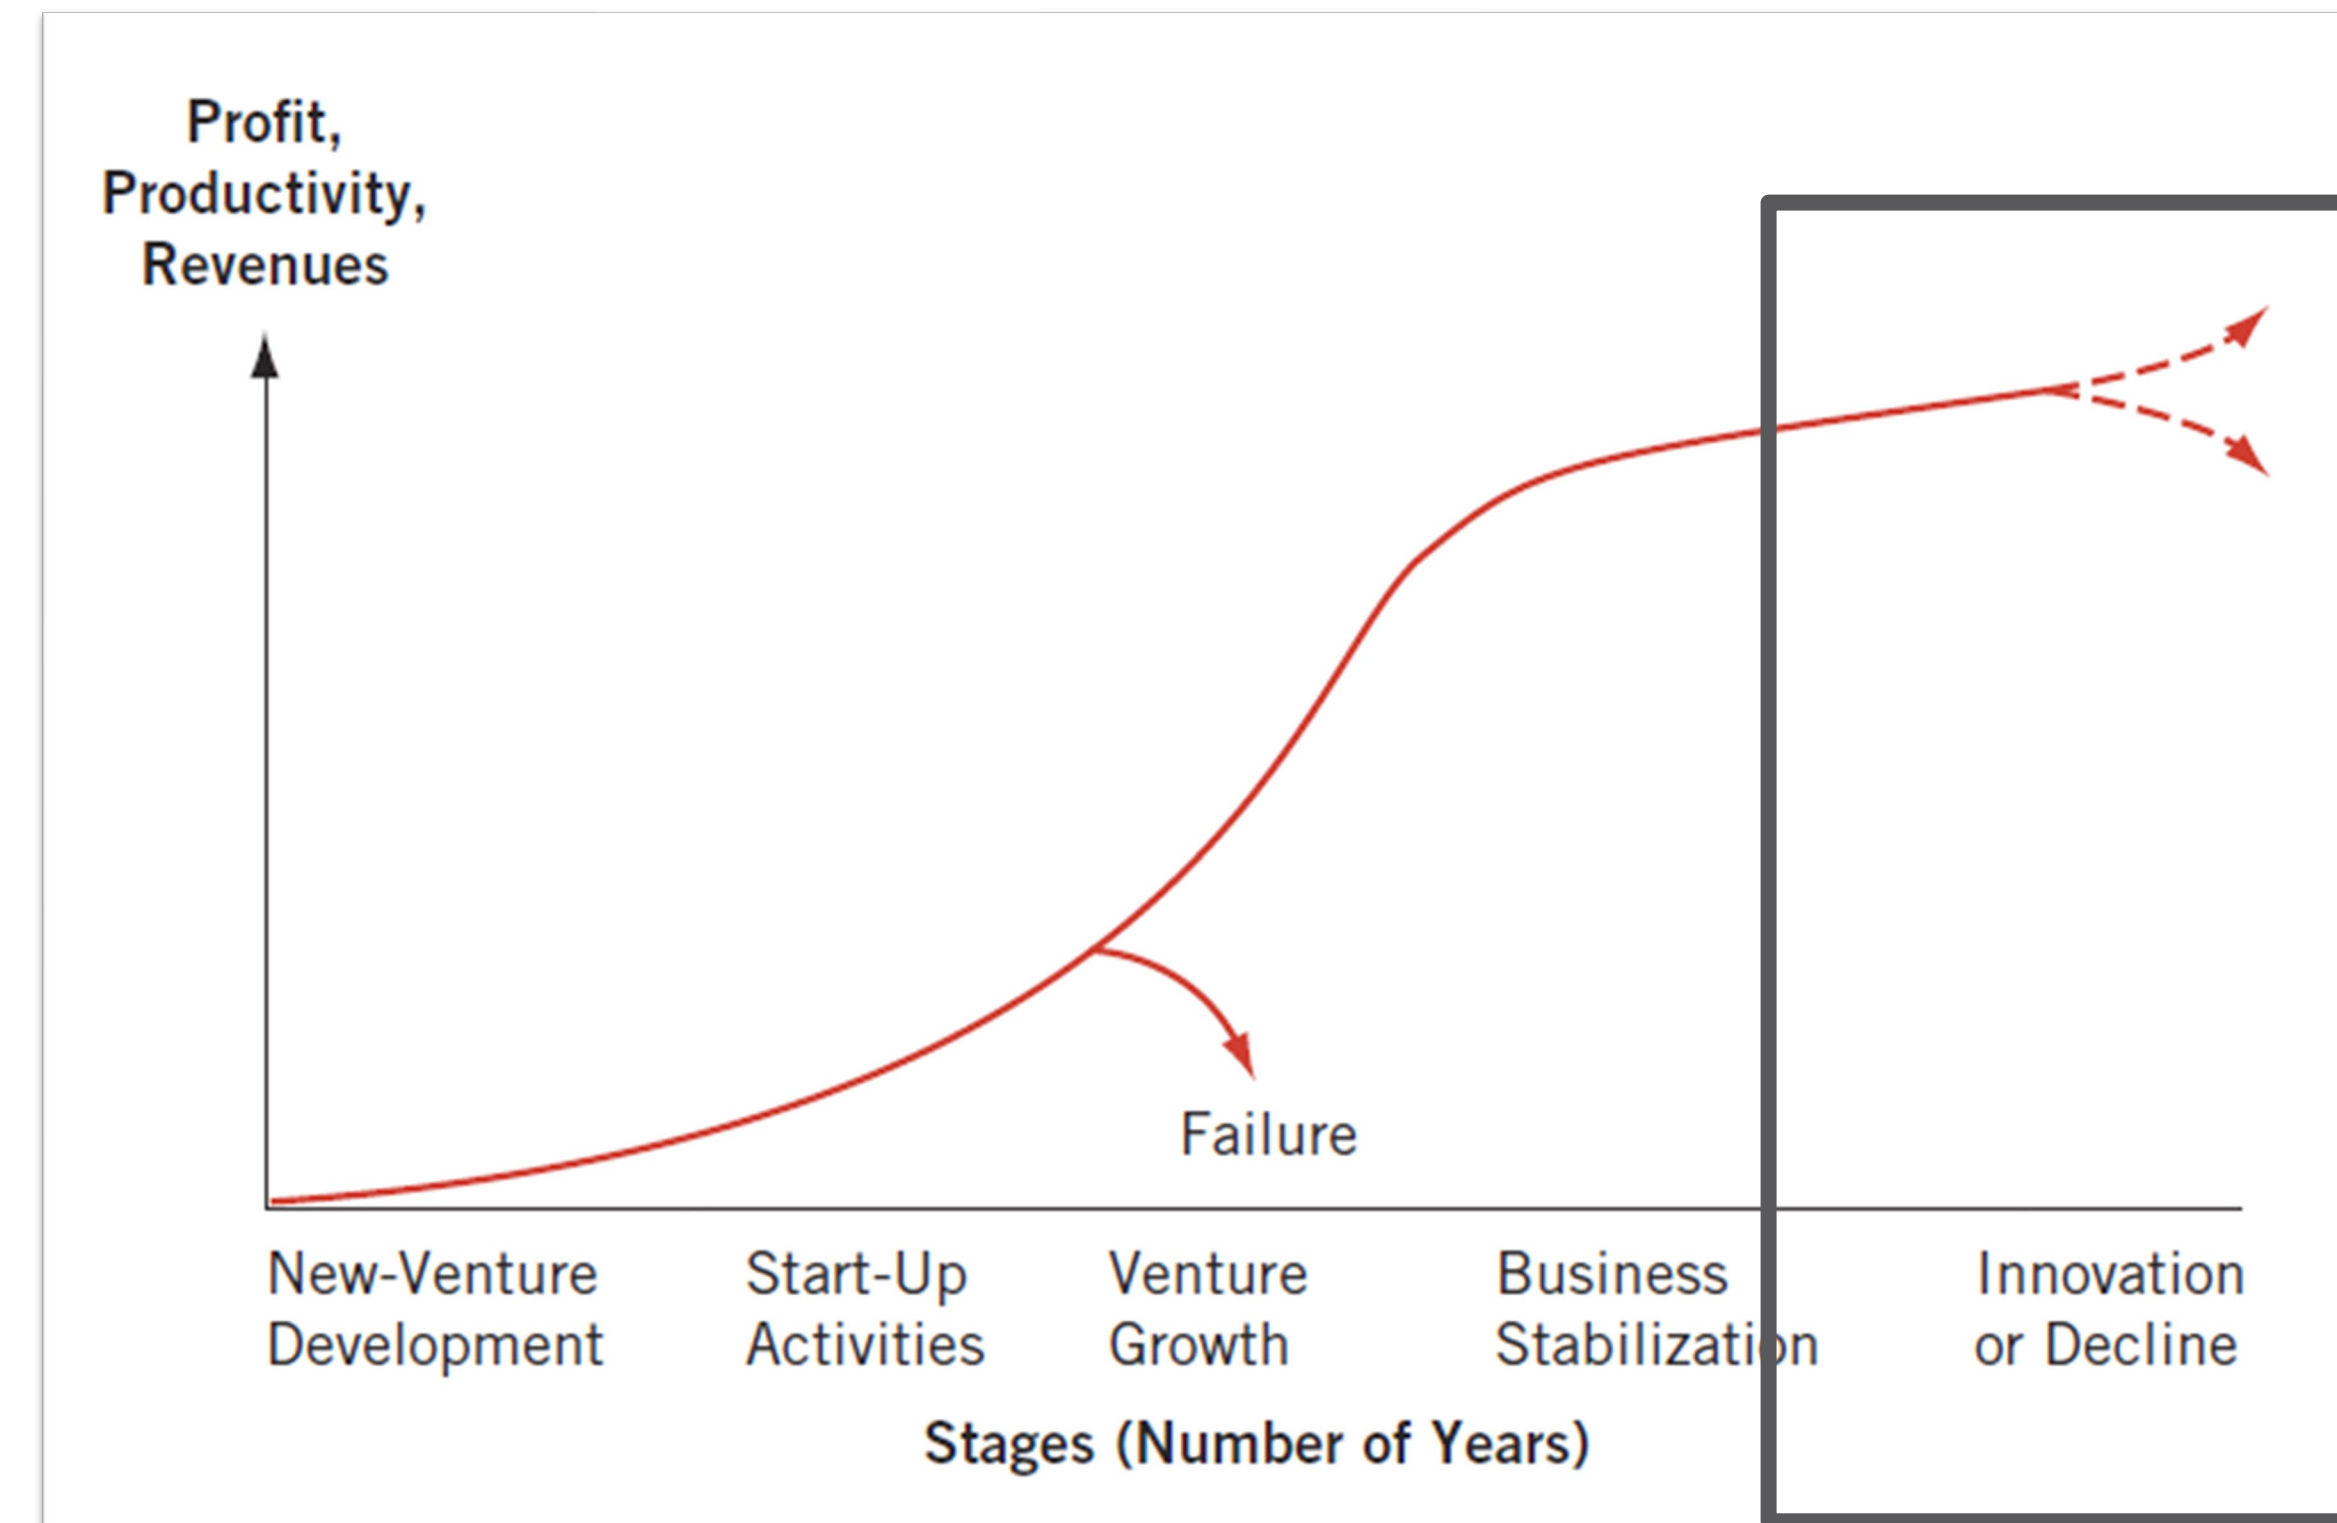 Profit,
Productivity,
Revenues
Failure
New-Venture
Development
Start-Up
Activities
Venture
Growth
Business
Stabilization
Innovation
or Decline
Stages (Number of Years)